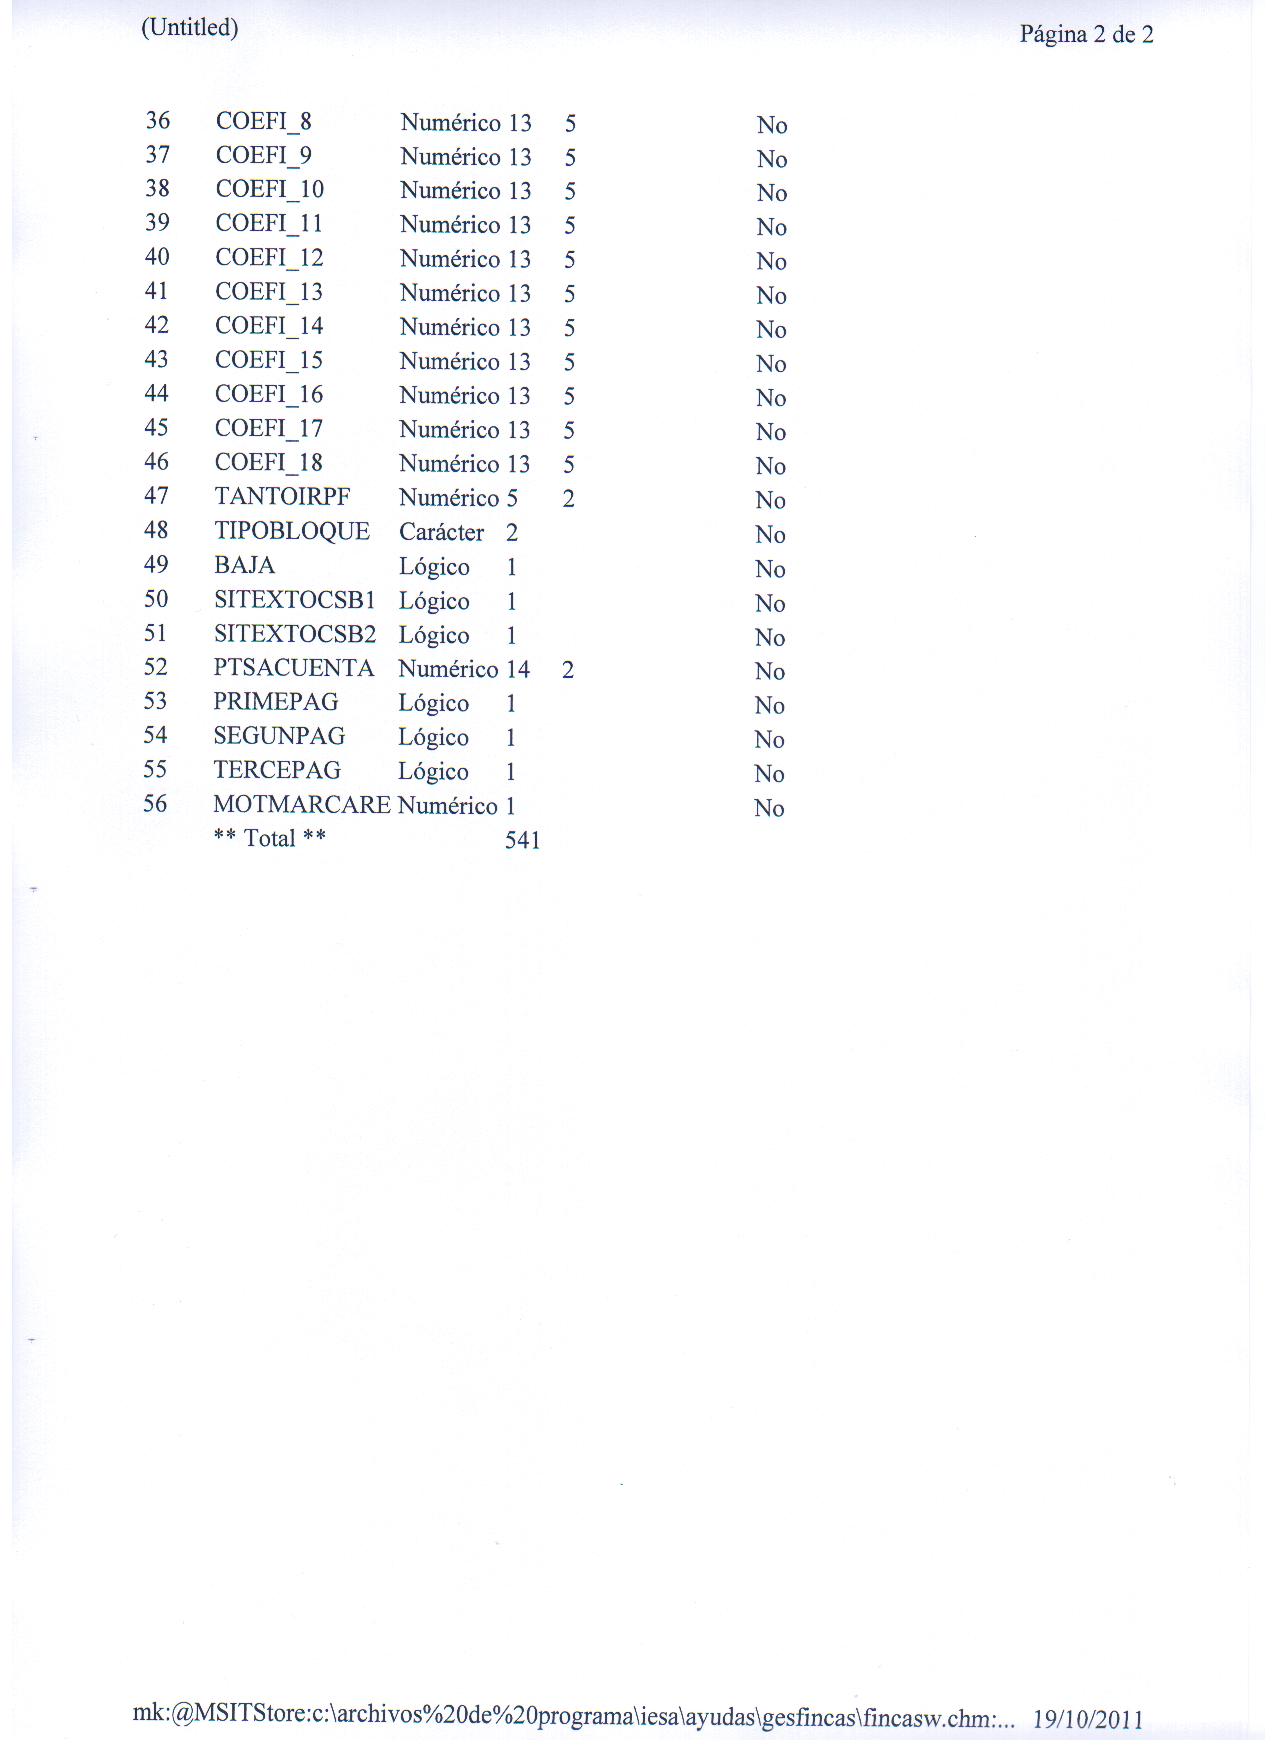 (Untitled) Página 2 de 2
36 COEFI_8 Numérico 13 5 No
37 COEFI_9 Numérico 13 5 No
38 COEFI_10 Numérico 13 5 No
39 COEFI_11 Numérico 13 5 No
40 COEFI_12 Numérico 13 5 No
41 COEFI_13 Numérico 13 5 No
42 COEFI_14 Numérico 13 5 No
43 COEFI_15 Numérico 13 5 No
44 COEFI_16 Numérico 13 5 No
45 COEFI_17 Numérico 13 5 No
46 COEFI_18 Numérico 13 5 No
47 TANTOIRPF Numérico 5 2 No
48 TIPOBLOQUE Carácter 2 No
49 BAJA Lógico 1 No
50 SITEXTOCSB1 Lógico 1 No
51 SITEXTOCSB2 Lógico 1 No
52 PTSACUENTA Numérico 14 2 No
53 PRIMEPAG Lógico 1 No
54 SEGUNPAG Lógico 1 No
55 TERCEPAG Lógico 1 No
56 MOTMARCARE Numérico 1 No
** Total ** 541
mk:@MSITStore:c:\archivos%20de%20programa\iesa\ayudas\gesfincas\fincasw.chm:... 19/10/2011